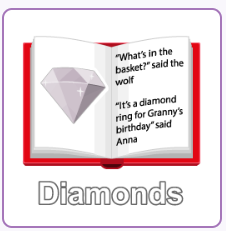 "What's in the
basket?" said the
wolf
"It's a diamond
ring for Granny's
birthday" said
Anna
Diamonds